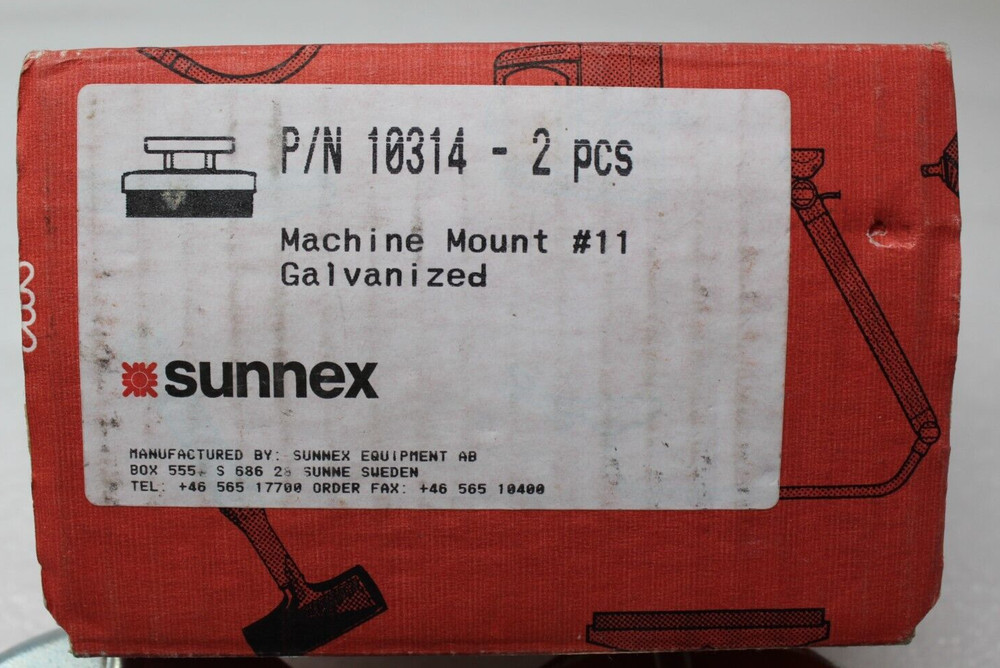 P/N 10314 - 2 pcs
Machine Mount #11
Galvanized
sunnex
MANUFACTURED BY: SUNNEX EQUIPMENT AB
BOX 555, S 686 SUNNE SWEDEN
TEL: +46 565 17700 ORDER FAX: +46 565 10400